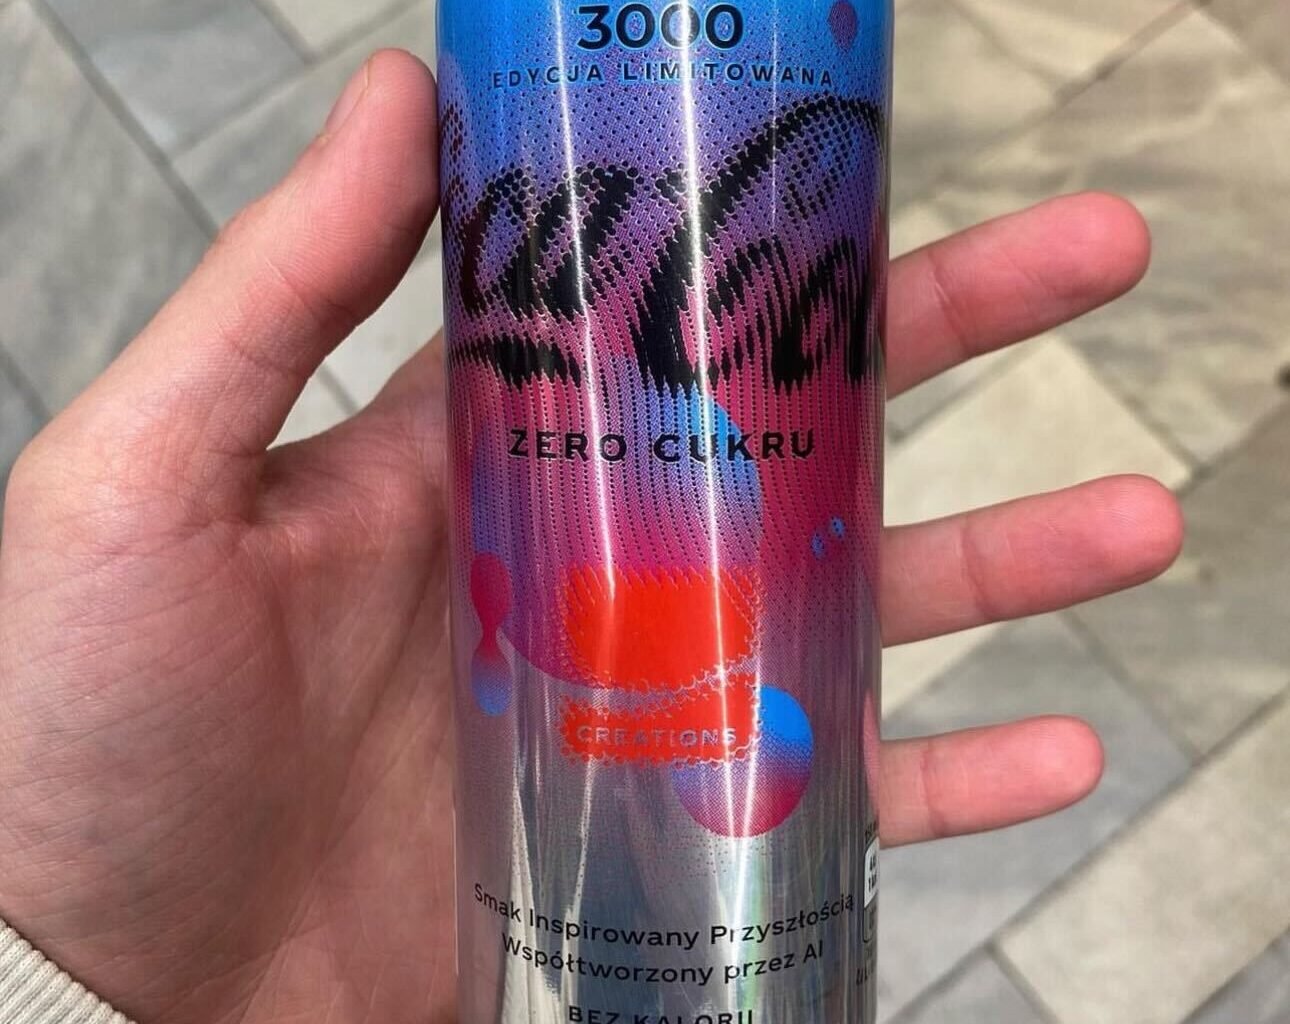 3000
EDYCJA LIMITOWANA
ZERO CUKRU
CREATIONS
Smak Inspirowany Przyszłością
Współtworzony przez AI
BEZ KALORII